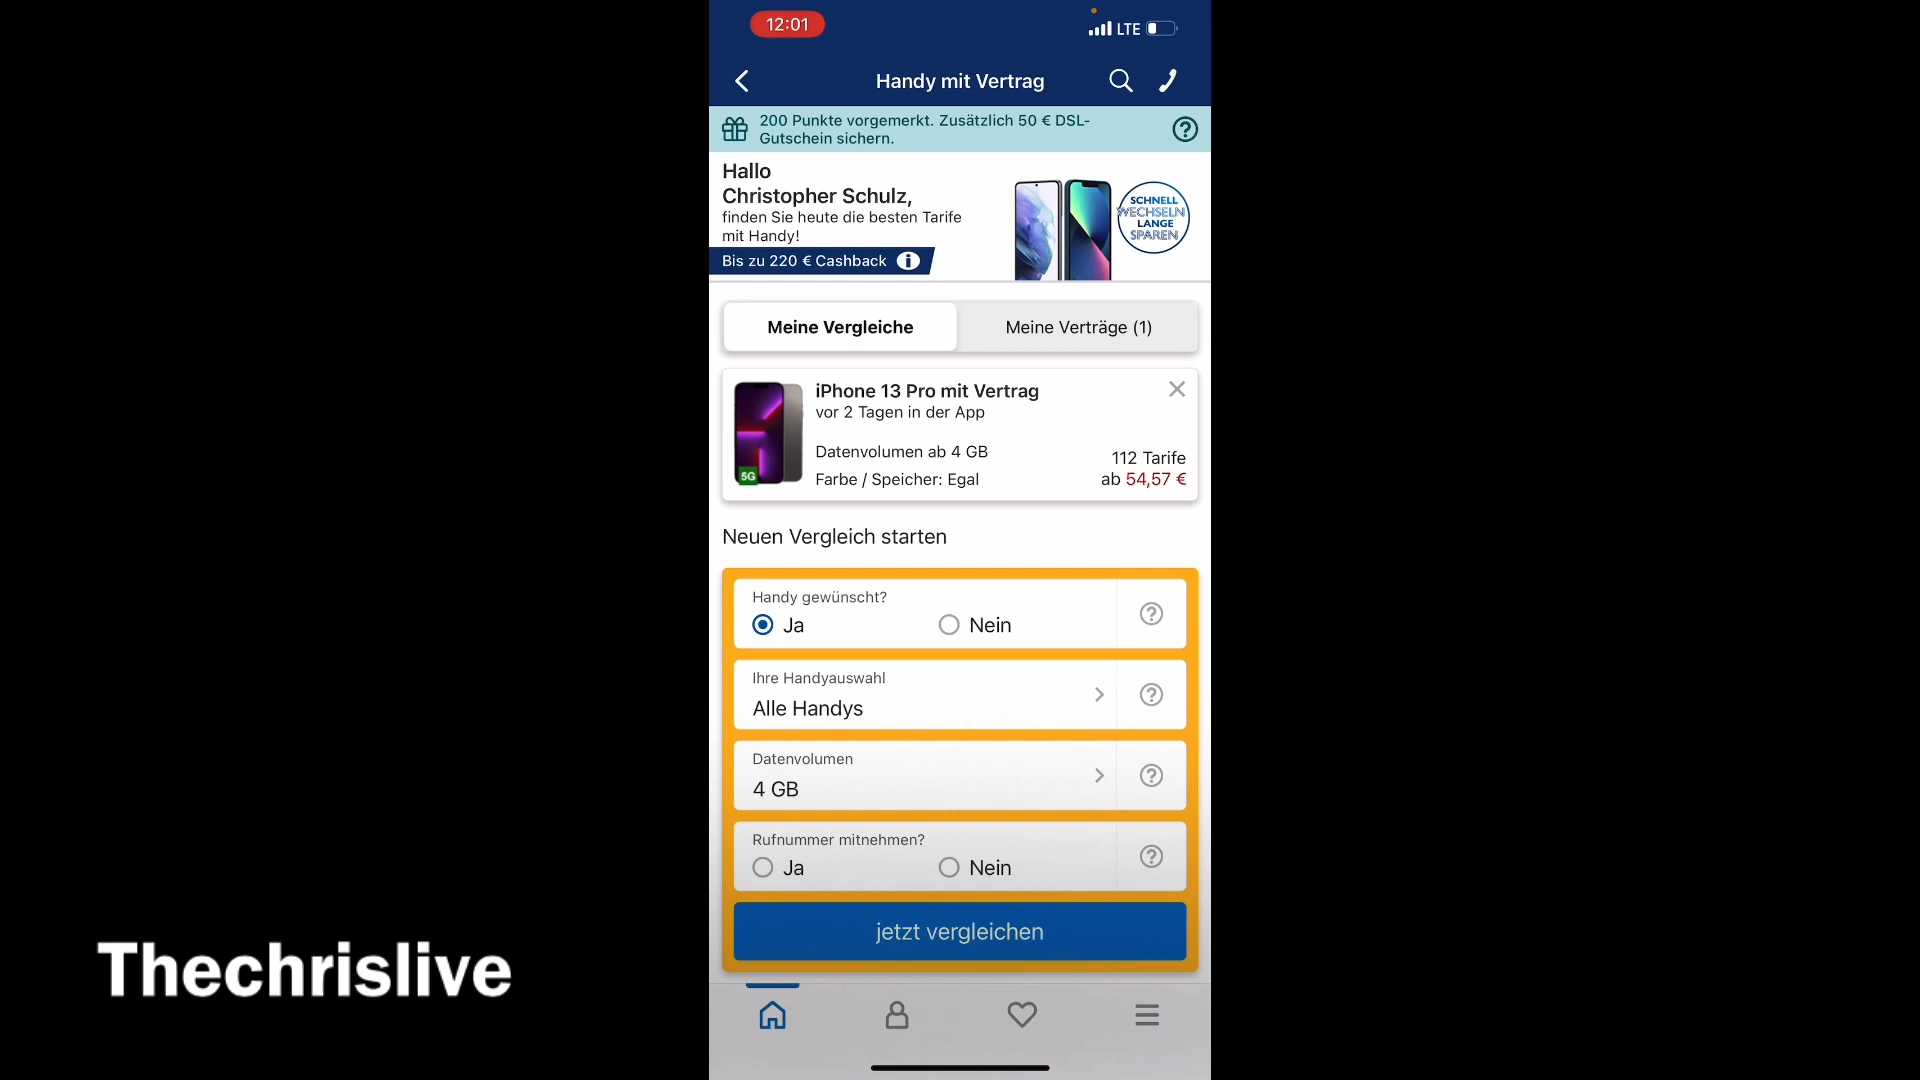 12:01
LTE
Handy mit Vertrag
200 Punkte vorgemerkt. Zusätzlich 50 € DSL-
Gutschein sichern.
Hallo
Christopher Schulz,
finden Sie heute die besten Tarife
mit Handy!
Bis zu 220 € Cashback
SCHNELL
WECHSELN
LANGE
SPAREN
Meine Vergleiche
Meine Verträge (1)
iPhone 13 Pro mit Vertrag
vor 2 Tagen in der App
Datenvolumen ab 4 GB
112 Tarife
Farbe / Speicher: Egal
ab 54,57 €
5G
Neuen Vergleich starten
Handy gewünscht?
Ja
Nein
Ihre Handyauswahl
Alle Handys
Datenvolumen
4 GB
Rufnummer mitnehmen?
Ja
Nein
jetzt vergleichen
Thechrislive